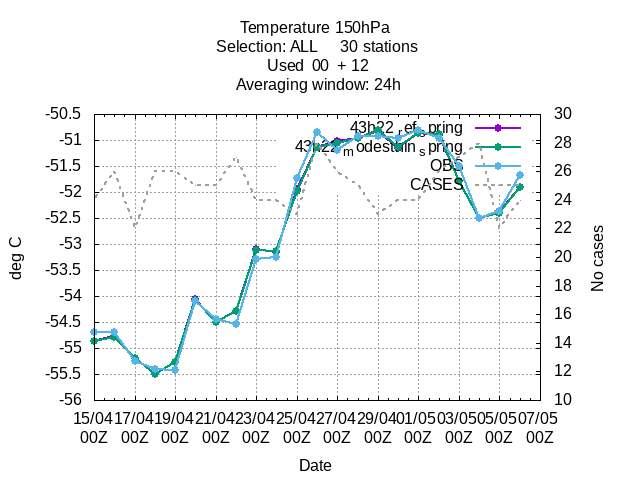 Temperature 150hPa
Selection: ALL 30 stations
Used 00 + 12
Averaging window: 24h
-50.5
-51
-51.5
-52
-52.5
-53
-53.5
-54
-54.5
-55
-55.5
-56
deg C
30
28
26
24
22
20
18
16
14
12
10
No cases
43h22_ref_spring
OBS
CASES
15/04 17/04 19/04 21/04 23/04 25/04 27/04 29/04 01/05 03/05 05/05 07/05
00Z 00Z 00Z 00Z 00Z 00Z 00Z 00Z 00Z 00Z 00Z 00Z
Date